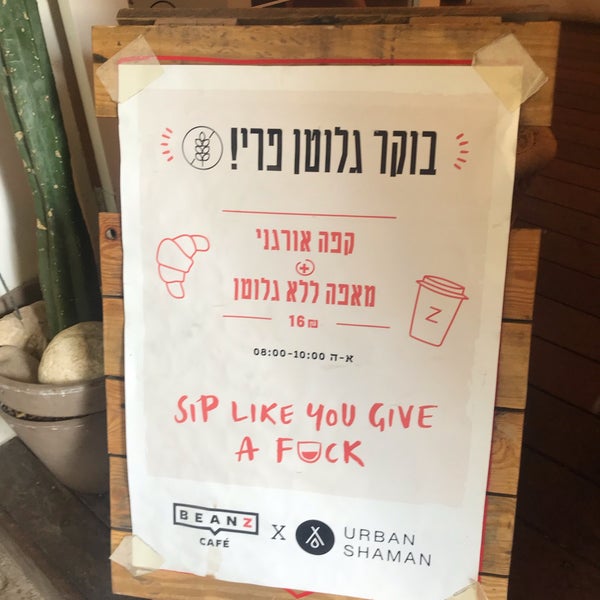 בוקר גלוטן פרי!
קפה אורגני
+
מאפה ללא גלוטן
16 ₪
א-ה 08:00-10:00
Z
SIP LIKE YOU GIVE
A FUCK
BEANZ
CAFÉ
X
URBAN
SHAMAN